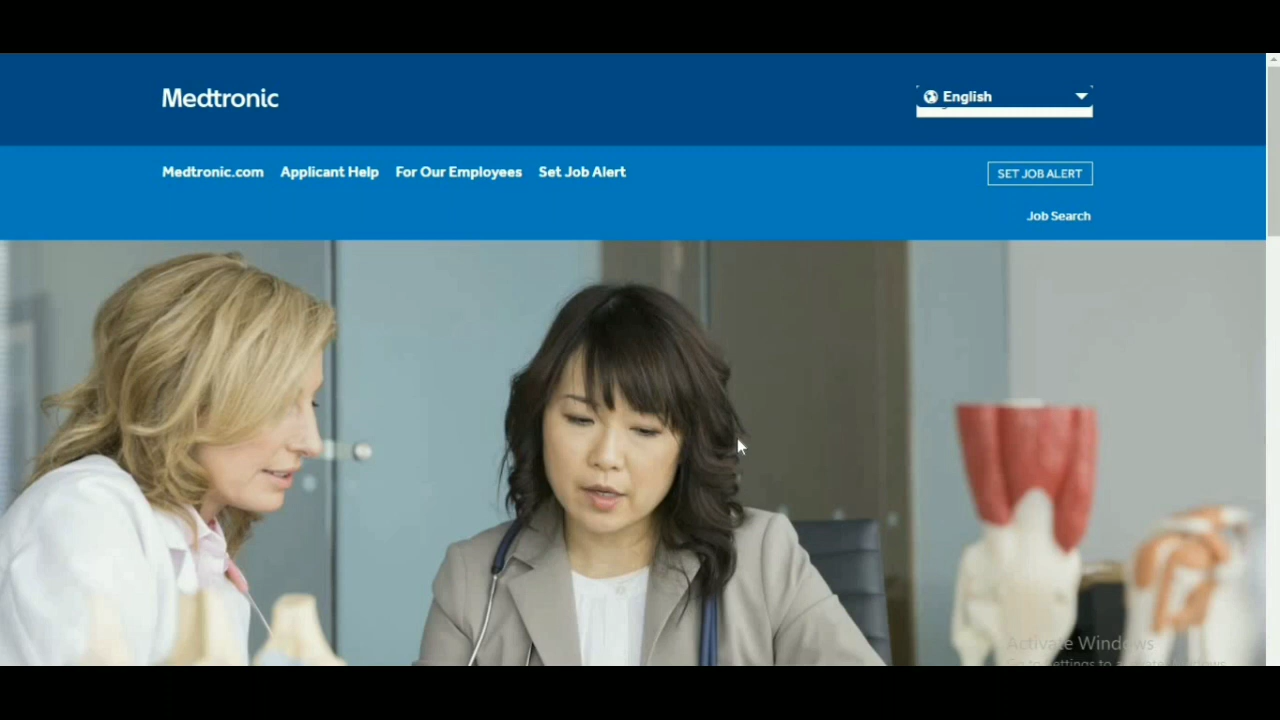 Medtronic
English
Medtronic.com Applicant Help For Our Employees Set Job Alert
SET JOB ALERT
Job Search
Activate Windows